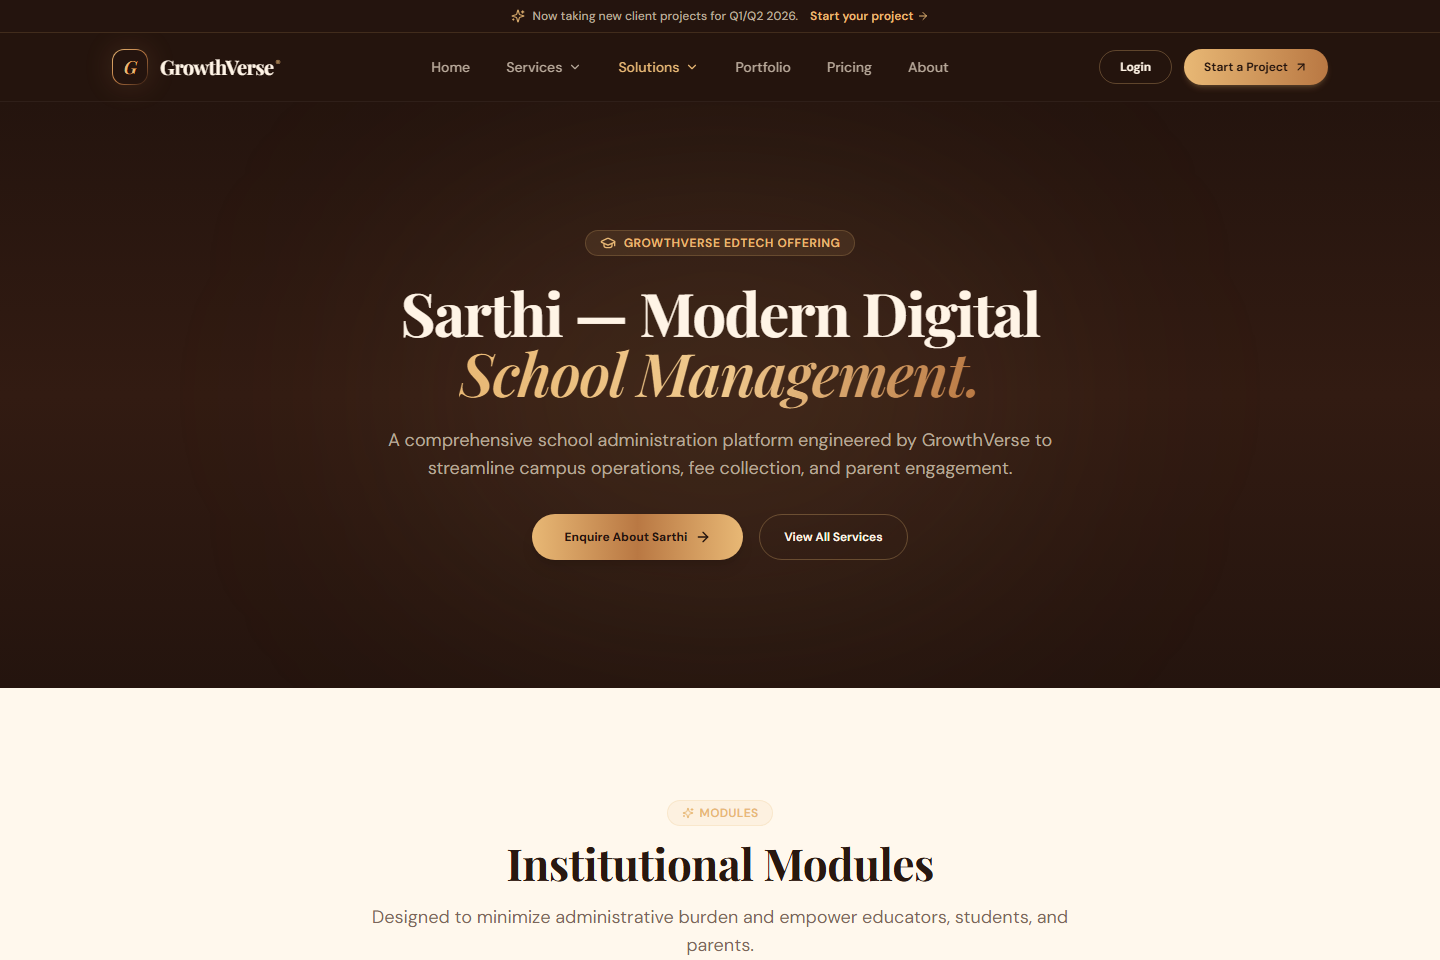 Now taking new client projects for Q1/Q2 2026. Start your project →
G GrowthVerse®
Home Services Solutions Portfolio Pricing About
Login Start a Project
GROWTHVERSE EDTECH OFFERING
Sarthi — Modern Digital
School Management.
A comprehensive school administration platform engineered by GrowthVerse to
streamline campus operations, fee collection, and parent engagement.
Enquire About Sarthi → View All Services
MODULES
Institutional Modules
Designed to minimize administrative burden and empower educators, students, and
parents.